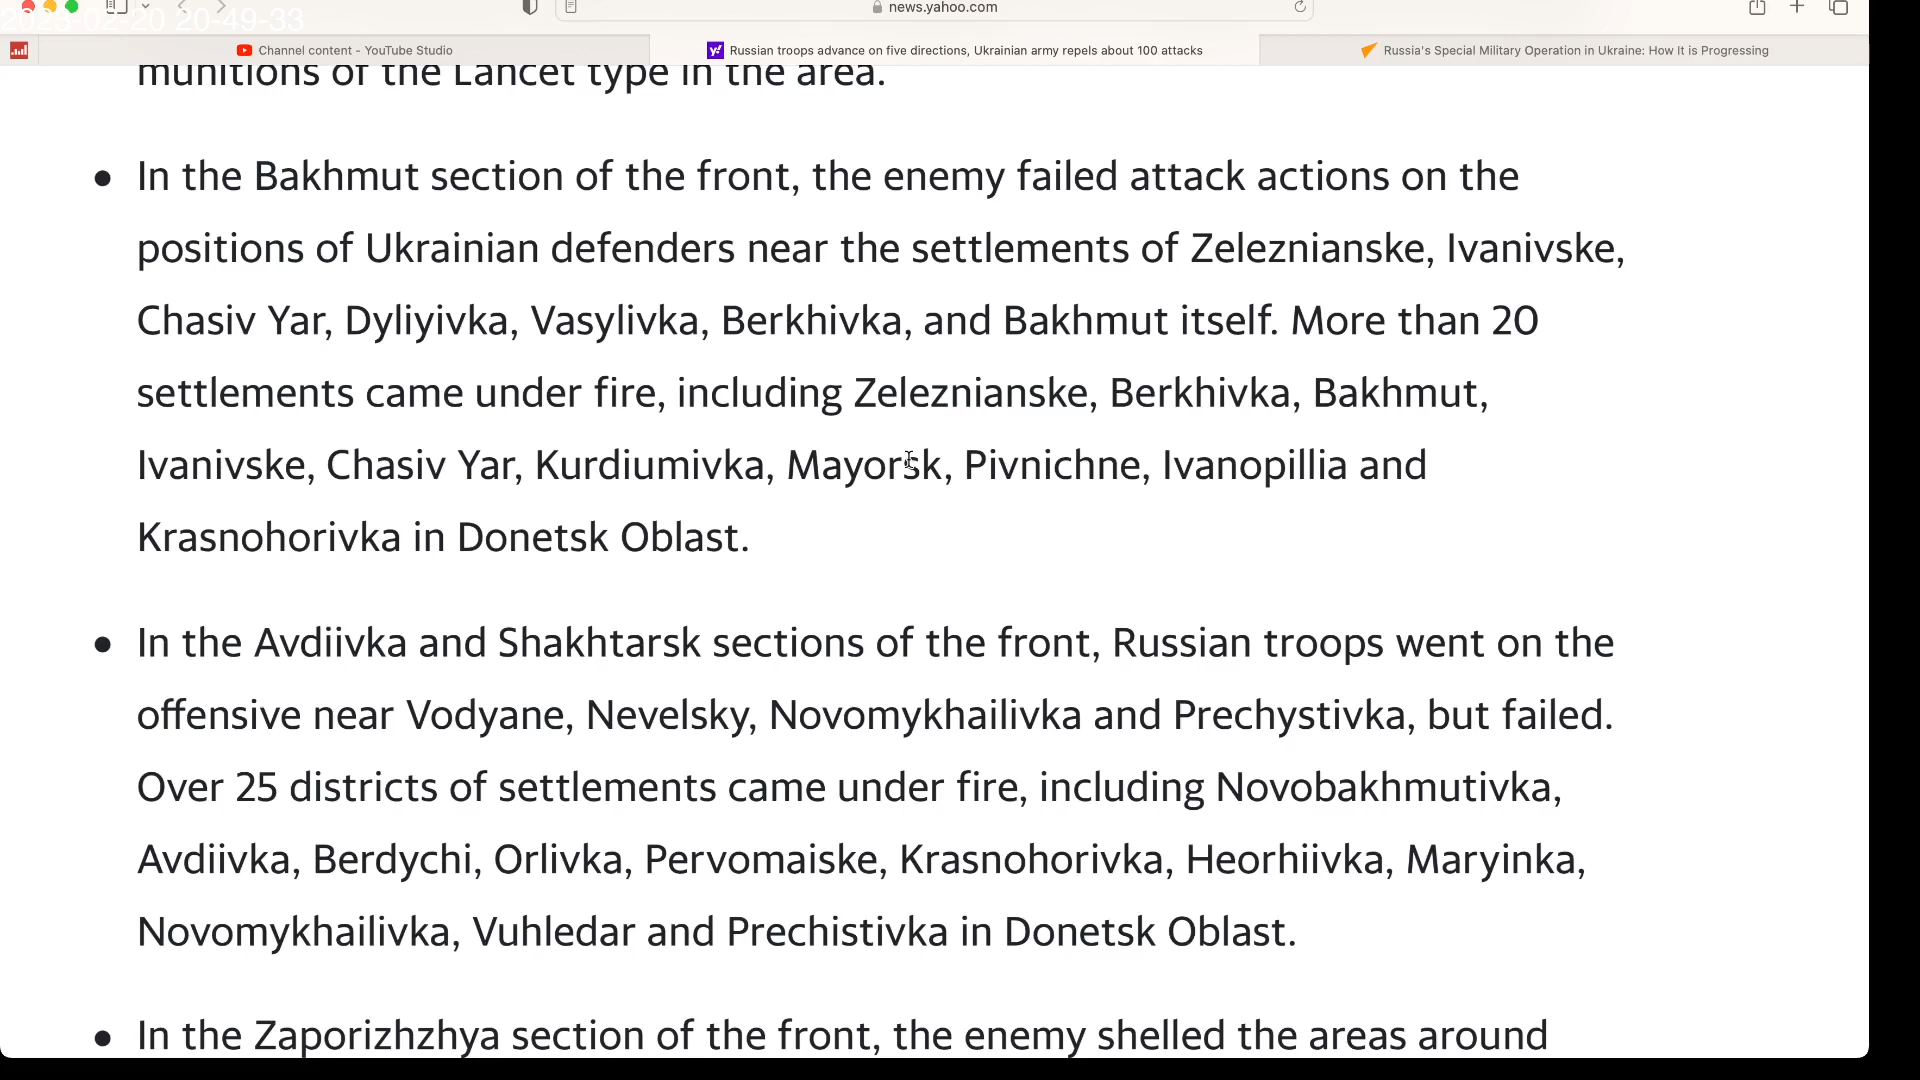 2023-02-20 20-49-33
news.yahoo.com
Channel content - YouTube Studio
Russian troops advance on five directions, Ukrainian army repels about 100 attacks
Russia's Special Military Operation in Ukraine: How It is Progressing
munitions of the Lancet type in the area.
• In the Bakhmut section of the front, the enemy failed attack actions on the
positions of Ukrainian defenders near the settlements of Zeleznianske, Ivanivske,
Chasiv Yar, Dyliyivka, Vasylivka, Berkhivka, and Bakhmut itself. More than 20
settlements came under fire, including Zeleznianske, Berkhivka, Bakhmut,
Ivanivske, Chasiv Yar, Kurdiumivka, Mayorsk, Pivnichne, Ivanopillia and
Krasnohorivka in Donetsk Oblast.
• In the Avdiivka and Shakhtarsk sections of the front, Russian troops went on the
offensive near Vodyane, Nevelsky, Novomykhailivka and Prechystivka, but failed.
Over 25 districts of settlements came under fire, including Novobakhmutivka,
Avdiivka, Berdychi, Orlivka, Pervomaiske, Krasnohorivka, Heorhiivka, Maryinka,
Novomykhailivka, Vuhledar and Prechistivka in Donetsk Oblast.
• In the Zaporizhzhya section of the front, the enemy shelled the areas around